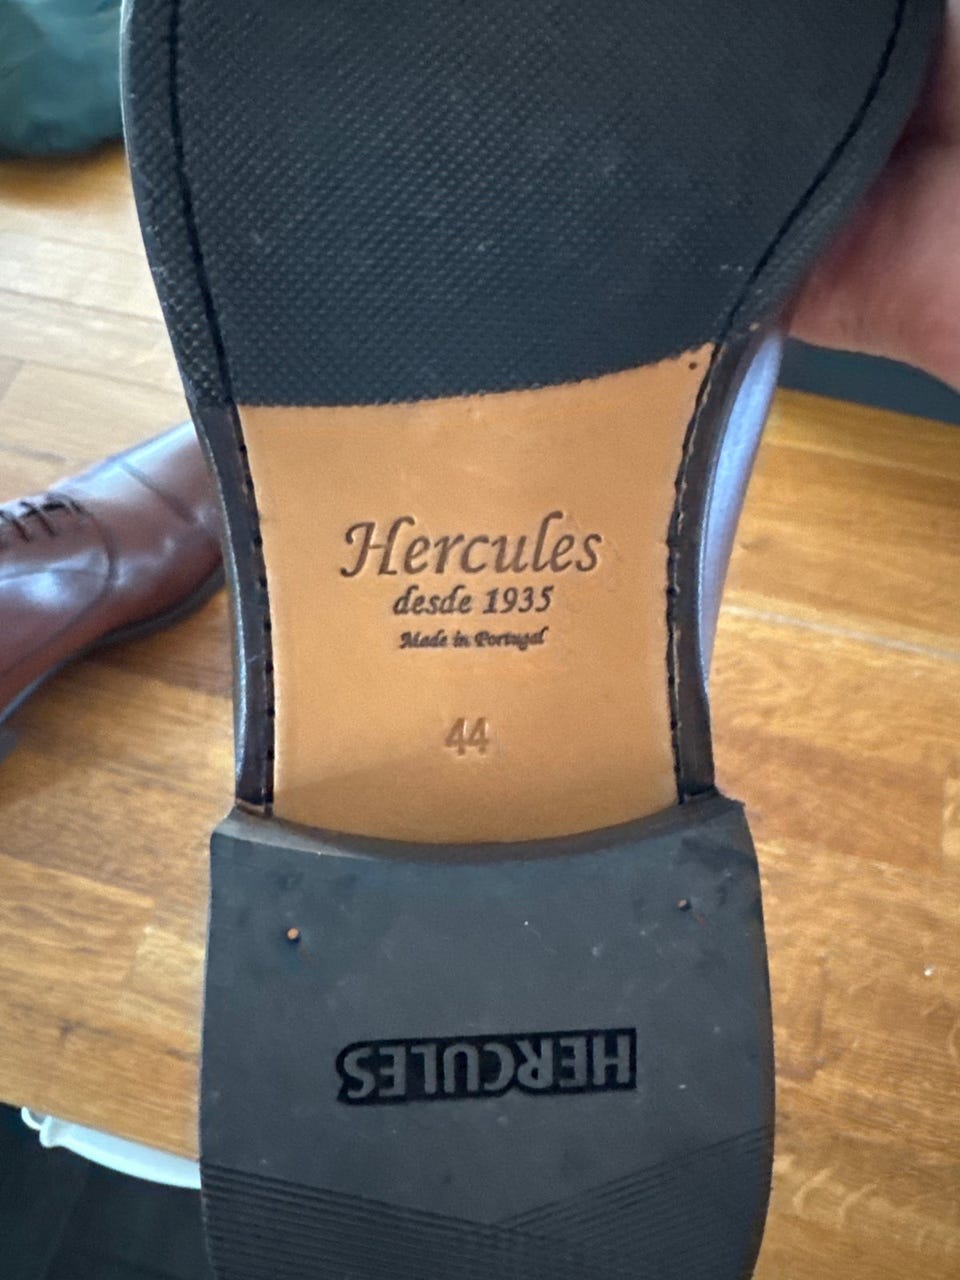 Hercules
desde 1935
Made in Portugal
44
HERCULES